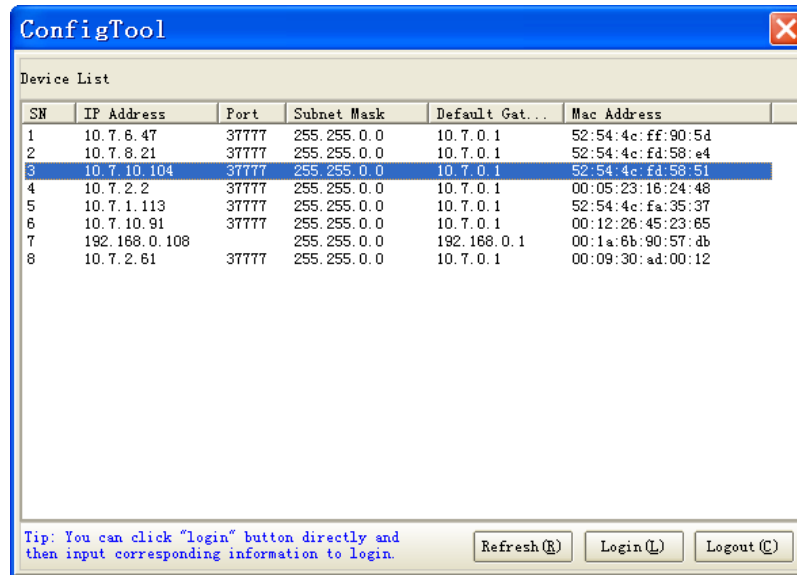 ConfigTool
Device List
SN IP Address Port Subnet Mask Default Gat... Mac Address
1 10.7.6.47 37777 255.255.0.0 10.7.0.1 52:54:4c:ff:90:5d
2 10.7.8.21 37777 255.255.0.0 10.7.0.1 52:54:4c:fd:58:e4
3 10.7.10.104 37777 255.255.0.0 10.7.0.1 52:54:4c:fd:58:51
4 10.7.2.2 37777 255.255.0.0 10.7.0.1 00:05:23:16:24:48
5 10.7.1.113 37777 255.255.0.0 10.7.0.1 52:54:4c:fa:35:37
6 10.7.10.91 37777 255.255.0.0 10.7.0.1 00:12:26:45:23:65
7 192.168.0.108 255.255.0.0 192.168.0.1 00:1a:6b:90:57:db
8 10.7.2.61 37777 255.255.0.0 10.7.0.1 00:09:30:ad:00:12
Tip: You can click "login" button directly and
then input corresponding information to login.
Refresh(R) Login(L) Logout(C)